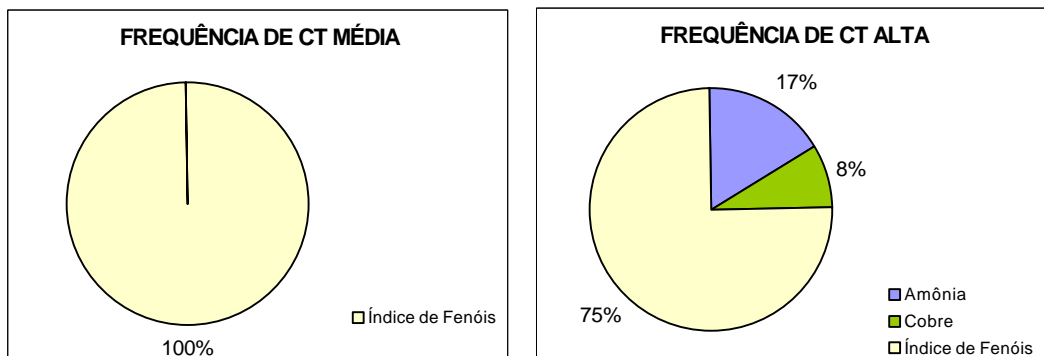 FREQUÊNCIA DE CT MÉDIA
100%
Índice de Fenóis
FREQUÊNCIA DE CT ALTA
17%
8%
75%
Amônia
Cobre
Índice de Fenóis